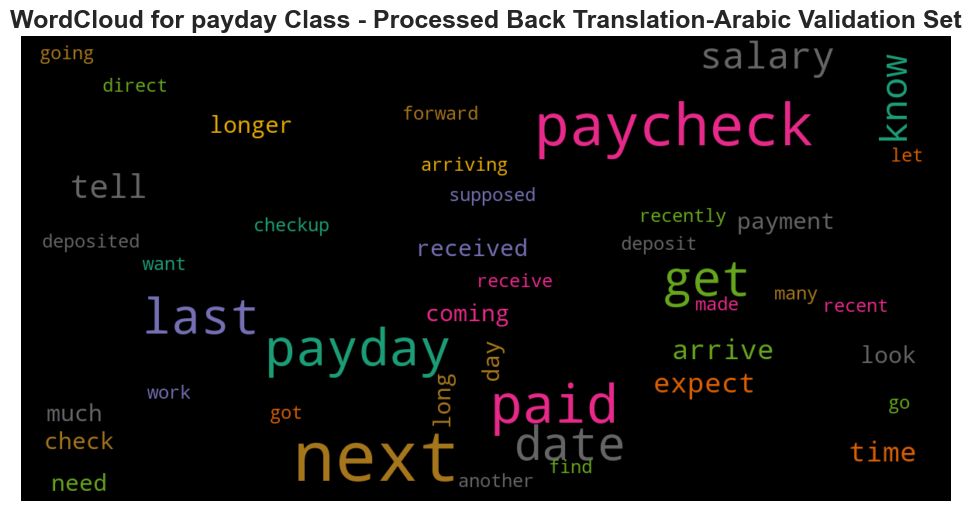 WordCloud for payday Class - Processed Back Translation-Arabic Validation Set
going
salary
know
direct
longer
forward
paycheck
let
arriving
tell
supposed
recently
payment
checkup
deposited
received
deposit
want
receive
get
many
made
recent
last
coming
payday
day
arrive
look
expect
work
long
paid
go
much
got
check
next
date
time
find
need
another